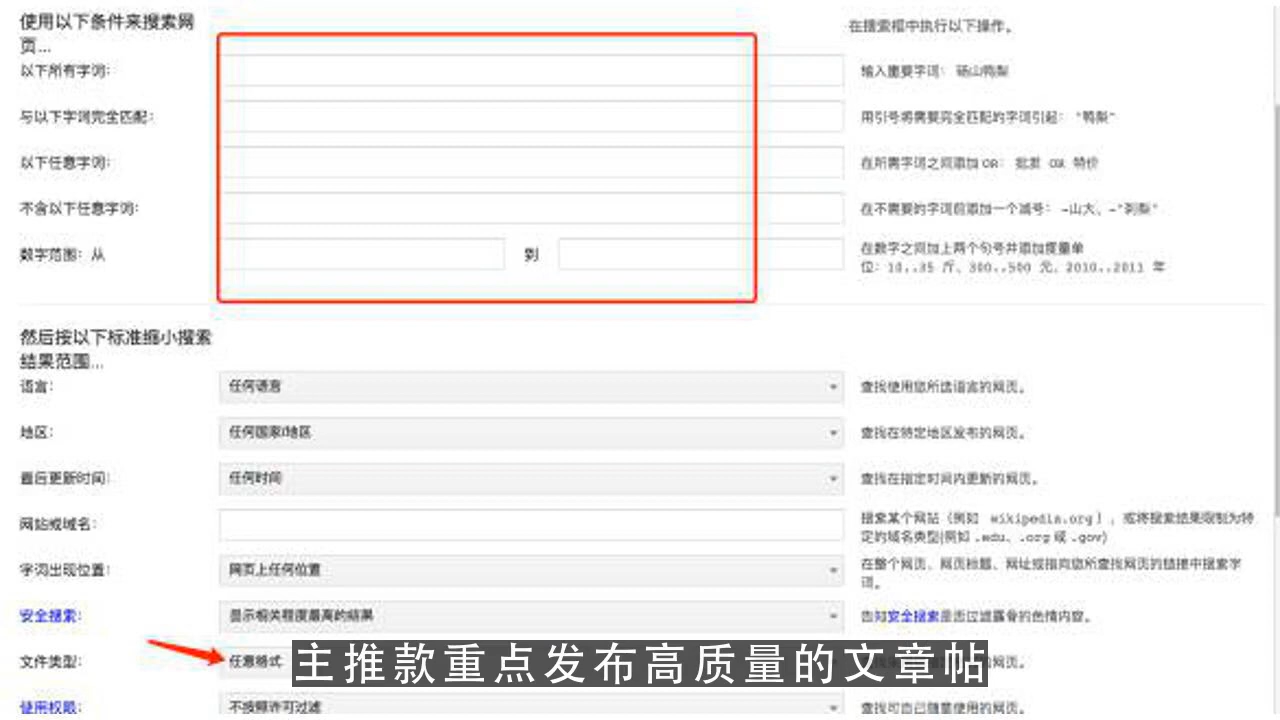 使用以下条件来搜索网
页...
在搜索框中执行以下操作。
以下所有字词:
输入重要字词: 砀山鸭梨
与以下字词完全匹配:
用引号将需要完全匹配的字词引起: "鸭梨"
以下任意字词:
在所需字词之间添加 OR: 批发 OR 特价
不含以下任意字词:
在不需要的字词前添加一个减号: -山大、-"刺梨"
数字范围: 从
到
在数字之间加上两个句号并添加度量单
位: 10..35 斤、300..500 元、2010..2011 年
然后按以下标准缩小搜索
结果范围...
语言:
任何语言
查找使用您所选语言的网页。
地区:
任何国家/地区
查找在特定地区发布的网页。
最后更新时间:
任何时间
查找在指定时间内更新的网页。
网站或域名:
搜索某个网站(例如 wikipedia.org ),或将搜索结果限制为特
定的域名类型(例如 .edu、.org 或 .gov)
字词出现位置:
网页上任何位置
在整个网页、网页标题、网址或指向您所查找网页的链接中搜索字
词。
安全搜索:
显示相关程度最高的结果
告知安全搜索是否过滤露骨的色情内容。
文件类型:
任意格式
的网页。
主推款重点发布高质量的文章帖
使用权限:
不按照许可过滤
查找可自己随意使用的网页。